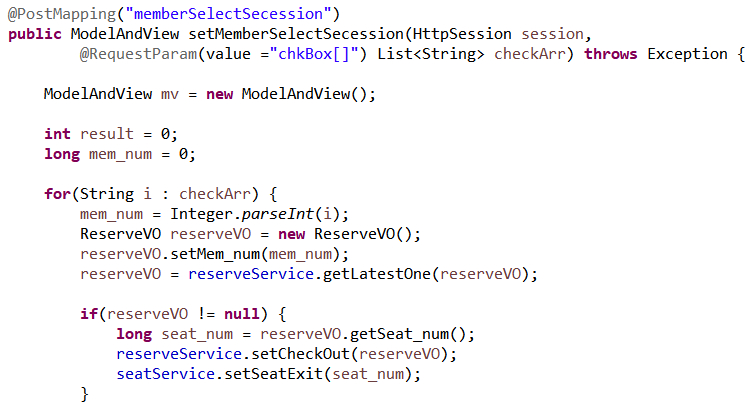 @PostMapping("memberSelectSecession")
public ModelAndView setMemberSelectSecession(HttpSession session,
        @RequestParam(value ="chkBox[]") List<String> checkArr) throws Exception {

    ModelAndView mv = new ModelAndView();

    int result = 0;
    long mem_num = 0;

    for(String i : checkArr) {
        mem_num = Integer.parseInt(i);
        ReserveVO reserveVO = new ReserveVO();
        reserveVO.setMem_num(mem_num);
        reserveVO = reserveService.getLatestOne(reserveVO);

        if(reserveVO != null) {
            long seat_num = reserveVO.getSeat_num();
            reserveService.setCheckOut(reserveVO);
            seatService.setSeatExit(seat_num);
        }